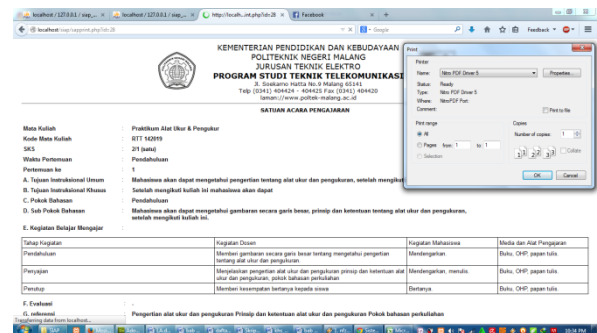 localhost / 127.0.0.1 / siap_...
localhost / 127.0.0.1 / siap_...
http://localh...int.php?id=28
Facebook
localhost/siap/sapprint.php?id=28
Google
Feedback
KEMENTERIAN PENDIDIKAN DAN KEBUDAYAAN
POLITEKNIK NEGERI MALANG
JURUSAN TEKNIK ELEKTRO
PROGRAM STUDI TEKNIK TELEKOMUNIKASI
Jl. Soekarno Hatta No.9 Malang 65141
Telp (0341) 404424 - 404425 Fax (0341) 404420
laman://www.poltek-malang.ac.id
SATUAN ACARA PENGAJARAN
Print
Printer
Name: Nitro PDF Driver 5
Properties...
Status: Ready
Type: Nitro PDF Driver 5
Where: NitroPDF Port:
Comment:
Print to file
Print range
Copies
All
Number of copies: 1
Pages from: 1 to: 1
Selection
Collate
OK Cancel
Mata Kuliah : Praktikum Alat Ukur & Pengukur
Kode Mata Kuliah : RTT 142019
SKS : 2/1 (satu)
Waktu Pertemuan : Pendahuluan
Pertemuan ke : 1
A. Tujuan Instruksional Umum : Mahasiswa akan dapat mengetahui pengertian tentang alat ukur dan pengukuran, setelah mengikuti
B. Tujuan Instruksional Khusus : Setelah mengikuti kuliah ini mahasiswa akan dapat
C. Pokok Bahasan : Pendahuluan
D. Sub Pokok Bahasan : Mahasiswa akan dapat mengetahui gambaran secara garis besar, prinsip dan ketentuan tentang alat ukur dan pengukuran,
setelah mengikuti kuliah ini.
E. Kegiatan Belajar Mengajar :
Tahap Kegiatan Kegiatan Dosen Kegiatan Mahasiswa Media dan Alat Pengajaran
Pendahuluan Memberi gambaran secara garis besar tentang mengetahui pengertian Mendengarkan Buku, OHP, papan tulis.
tentang alat ukur dan pengukuran
Penyajian Menjelaskan pengertian alat ukur dan pengukuran prinsip dan ketentuan alat Mendengarkan, menulis. Buku, OHP, papan tulis.
ukur dan pengukuran, pokok bahasan perkuliahan
Penutup Memberi kesempatan bertanya kepada siswa Bertanya Buku, OHP, papan tulis.
F. Evaluasi : .
G. referensi : Pengertian alat ukur dan pengukuran Prinsip dan ketentuan alat ukur dan pengukuran Pokok bahasan perkuliahan
Transferring data from localhost...
10:34 PM